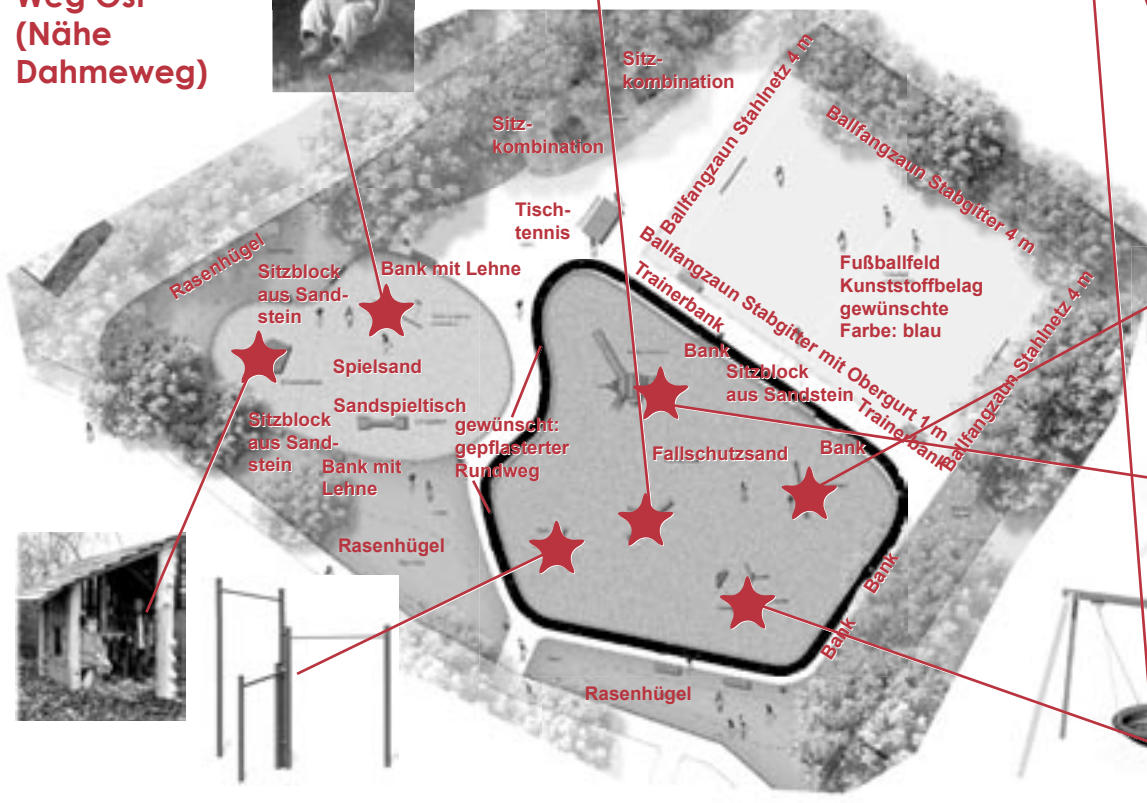 Weg Ost
(Nähe
Dahmeweg)
Sitz-
kombination
Sitz-
kombination
Ballfangzaun Stahlnetz 4 m
Ballfangzaun Stabgitter 4 m
Tisch-
tennis
Rasenhügel
Sitzblock
aus Sand-
stein
Bank mit Lehne
Ballfangzaun Stabgitter mit Obergurt 1 m
Trainerbank
Fußballfeld
Kunststoffbelag
gewünschte
Farbe: blau
Ballfangzaun Stahlnetz 4 m
Bank
Sitzblock
aus Sandstein
Trainerbank
Spielsand
Sandspieltisch
Sitzblock
aus Sand-
stein
gewünscht:
gepflasterter
Rundweg
Bank mit
Lehne
Fallschutzsand
Bank
Rasenhügel
Bank
Bank
Rasenhügel